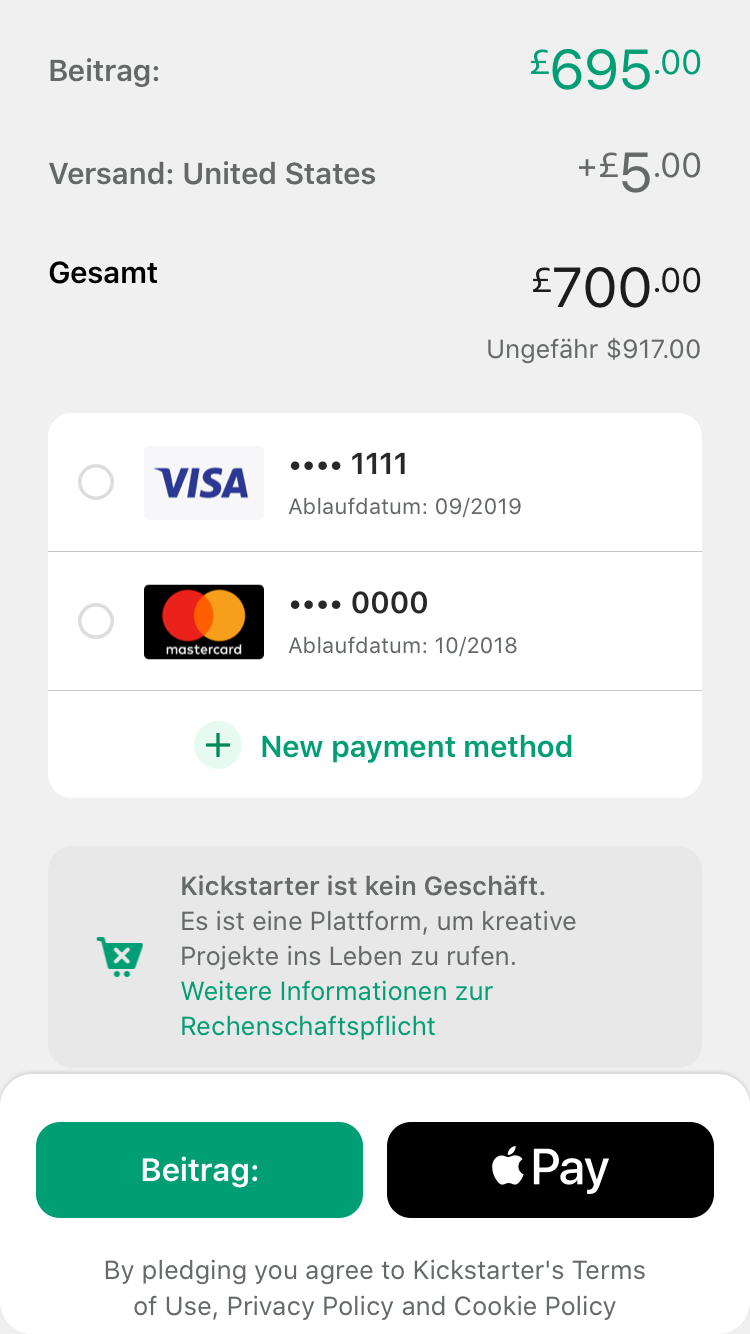 Beitrag: £695.00
Versand: United States +£5.00
Gesamt £700.00
Ungefähr $917.00
VISA •••• 1111
Ablaufdatum: 09/2019
mastercard •••• 0000
Ablaufdatum: 10/2018
+ New payment method
Kickstarter ist kein Geschäft.
Es ist eine Plattform, um kreative
Projekte ins Leben zu rufen.
Weitere Informationen zur
Rechenschaftspflicht
Beitrag: Pay
By pledging you agree to Kickstarter's Terms
of Use, Privacy Policy and Cookie Policy